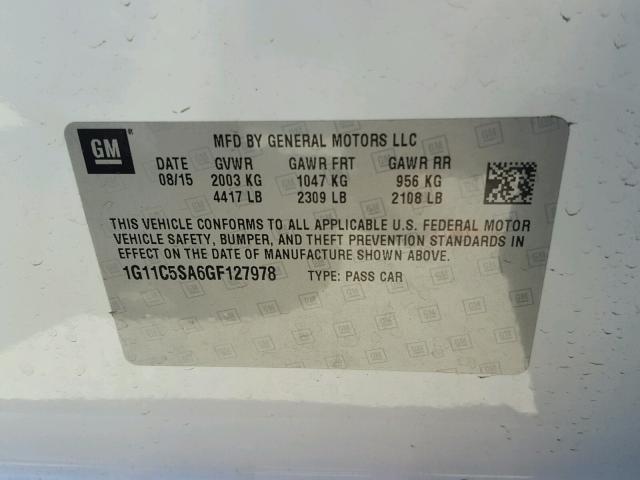 GM
MFD BY GENERAL MOTORS LLC
DATE GVWR GAWR FRT GAWR RR
08/15 2003 KG 1047 KG 956 KG
4417 LB 2309 LB 2108 LB
THIS VEHICLE CONFORMS TO ALL APPLICABLE U.S. FEDERAL MOTOR
VEHICLE SAFETY, BUMPER, AND THEFT PREVENTION STANDARDS IN
EFFECT ON THE DATE OF MANUFACTURE SHOWN ABOVE.
1G11C5SA6GF127978 TYPE: PASS CAR